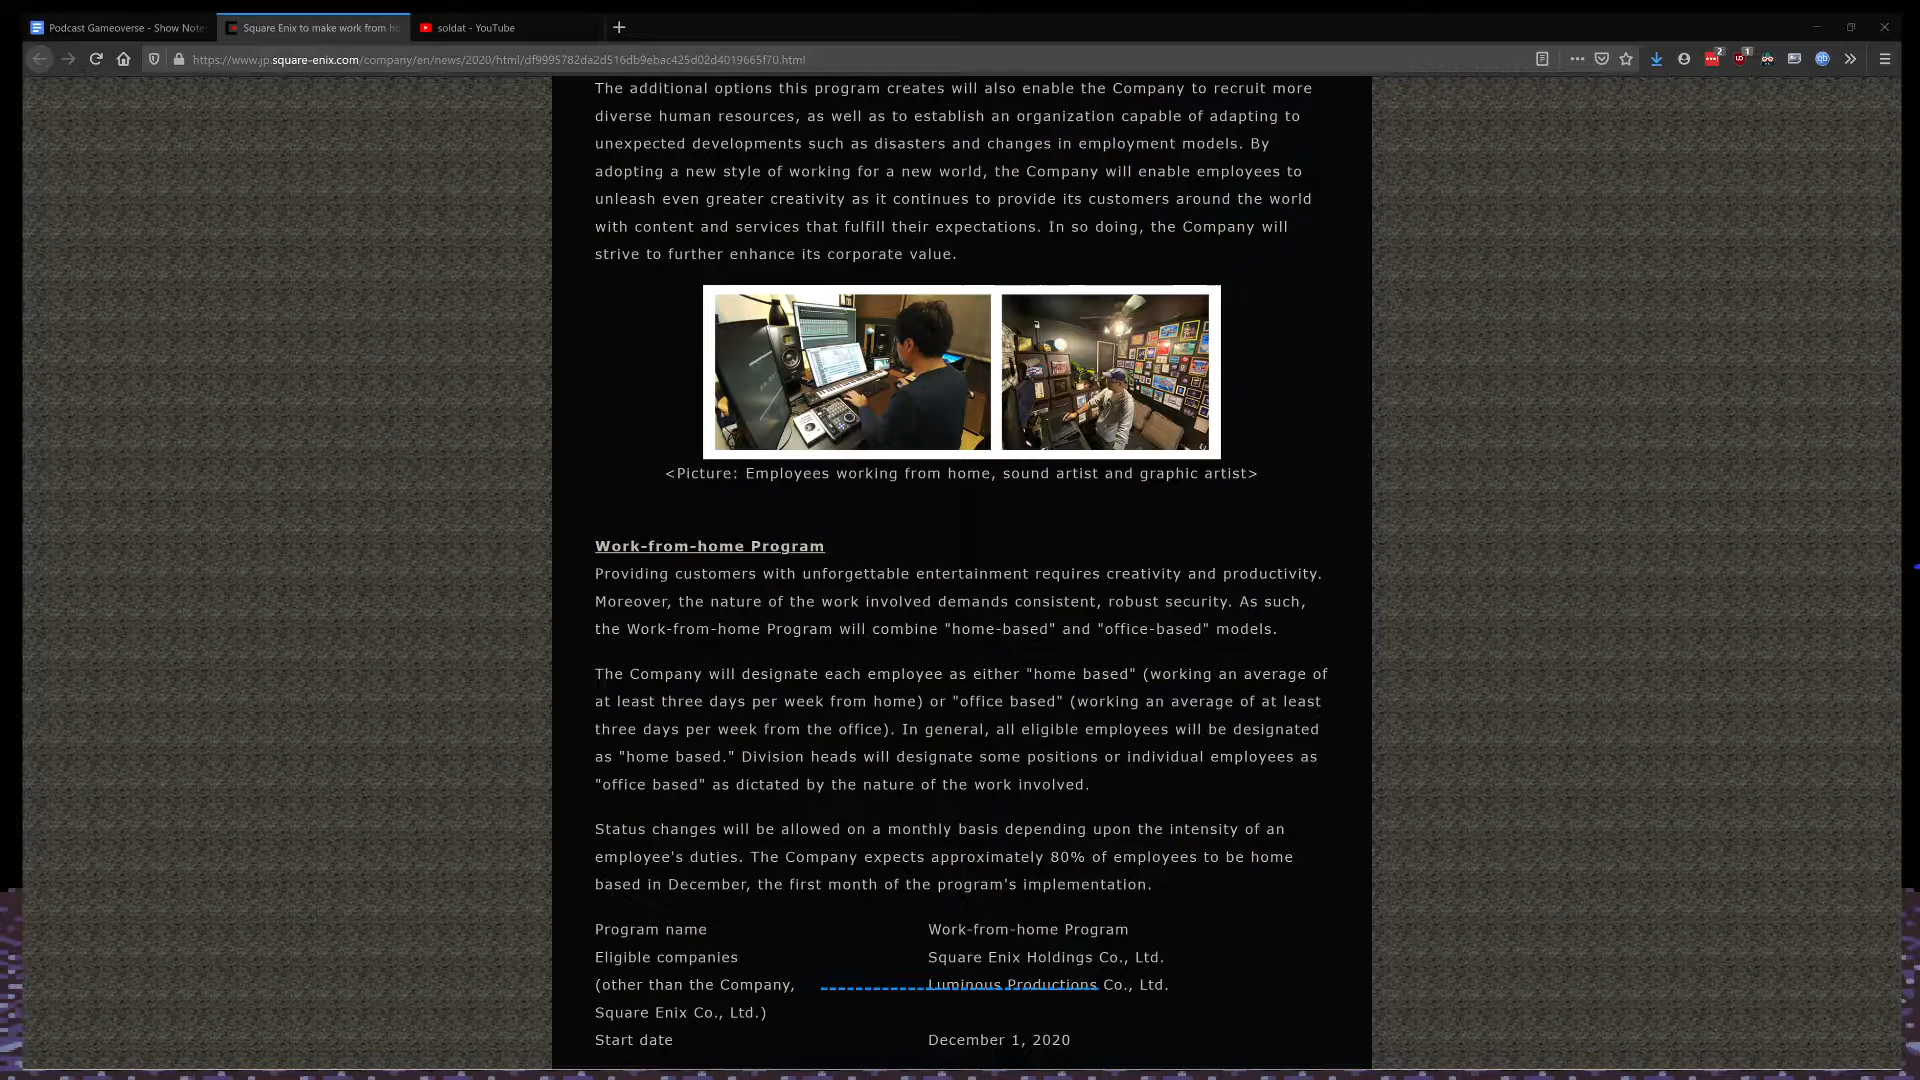 Podcast Gameoverse - Show Note
Square Enix to make work from ho
soldat - YouTube
https://www.jp.square-enix.com/company/en/news/2020/html/df9995782da2d516db9ebac425d02d4019665f70.html
2
1
The additional options this program creates will also enable the Company to recruit more
diverse human resources, as well as to establish an organization capable of adapting to
unexpected developments such as disasters and changes in employment models. By
adopting a new style of working for a new world, the Company will enable employees to
unleash even greater creativity as it continues to provide its customers around the world
with content and services that fulfill their expectations. In so doing, the Company will
strive to further enhance its corporate value.
<Picture: Employees working from home, sound artist and graphic artist>
Work-from-home Program
Providing customers with unforgettable entertainment requires creativity and productivity.
Moreover, the nature of the work involved demands consistent, robust security. As such,
the Work-from-home Program will combine "home-based" and "office-based" models.
The Company will designate each employee as either "home based" (working an average of
at least three days per week from home) or "office based" (working an average of at least
three days per week from the office). In general, all eligible employees will be designated
as "home based." Division heads will designate some positions or individual employees as
"office based" as dictated by the nature of the work involved.
Status changes will be allowed on a monthly basis depending upon the intensity of an
employee's duties. The Company expects approximately 80% of employees to be home
based in December, the first month of the program's implementation.
Program name Work-from-home Program
Eligible companies Square Enix Holdings Co., Ltd.
(other than the Company, Luminous Productions Co., Ltd.
Square Enix Co., Ltd.)
Start date December 1, 2020